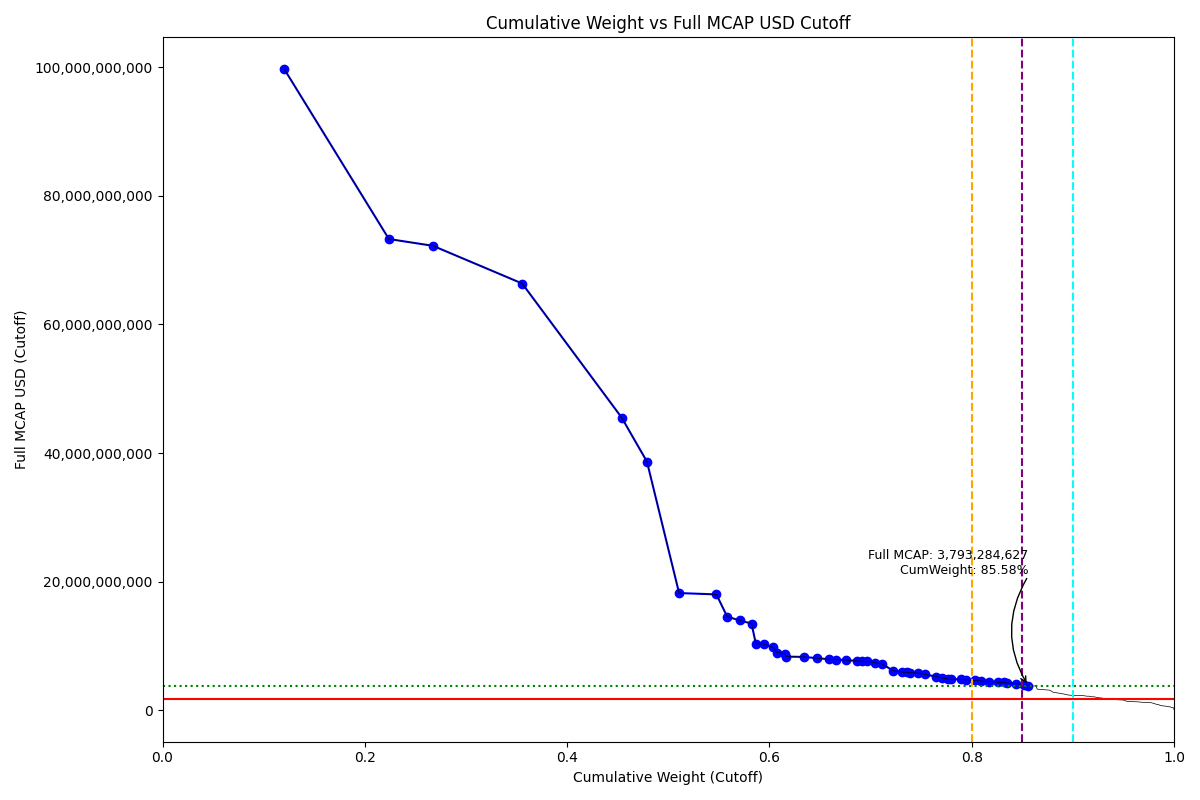 Cumulative Weight vs Full MCAP USD Cutoff
Full MCAP USD (Cutoff)
100,000,000,000
80,000,000,000
60,000,000,000
40,000,000,000
20,000,000,000
0
Full MCAP: 3,793,284,627
CumWeight: 85.58%
0.0 0.2 0.4 0.6 0.8 1.0
Cumulative Weight (Cutoff)